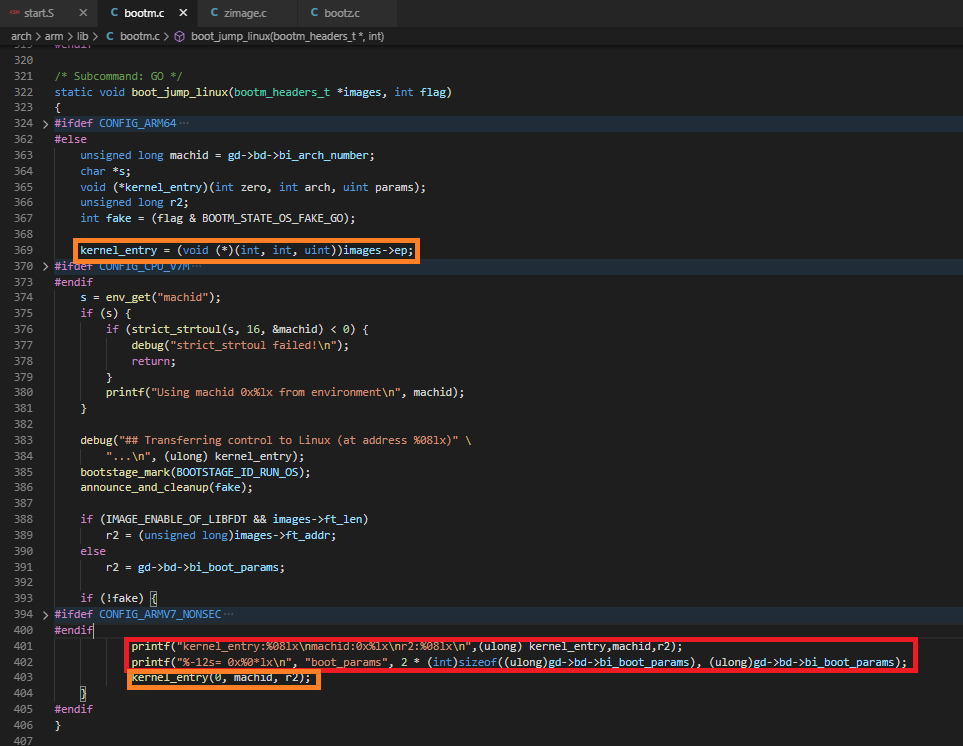 start.S
C bootm.c
C zimage.c
C bootz.c
arch > arm > lib > C bootm.c > boot_jump_linux(bootm_headers_t *, int)
319 #endif
320
321 /* Subcommand: GO */
322 static void boot_jump_linux(bootm_headers_t *images, int flag)
323 {
324 #ifdef CONFIG_ARM64 ···
362 #else
363 unsigned long machid = gd->bd->bi_arch_number;
364 char *s;
365 void (*kernel_entry)(int zero, int arch, uint params);
366 unsigned long r2;
367 int fake = (flag & BOOTM_STATE_OS_FAKE_GO);
368
369 kernel_entry = (void (*)(int, int, uint))images->ep;
370 #ifdef CONFIG_CPU_V7M ···
373 #endif
374 s = env_get("machid");
375 if (s) {
376 if (strict_strtoul(s, 16, &machid) < 0) {
377 debug("strict_strtoul failed!\n");
378 return;
379 }
380 printf("Using machid 0x%lx from environment\n", machid);
381 }
382
383 debug("## Transferring control to Linux (at address %08lx)" \
384 "...\n", (ulong) kernel_entry);
385 bootstage_mark(BOOTSTAGE_ID_RUN_OS);
386 announce_and_cleanup(fake);
387
388 if (IMAGE_ENABLE_OF_LIBFDT && images->ft_len)
389 r2 = (unsigned long)images->ft_addr;
390 else
391 r2 = gd->bd->bi_boot_params;
392
393 if (!fake) {
394 #ifdef CONFIG_ARMV7_NONSEC ···
400 #endif
401 printf("kernel_entry:%08lx\nmachid:0x%lx\nr2:%08lx\n",(ulong) kernel_entry,machid,r2);
402 printf("%-12s= 0x%0*lx\n", "boot_params", 2 * (int)sizeof((ulong)gd->bd->bi_boot_params), (ulong)gd->bd->bi_boot_params);
403 kernel_entry(0, machid, r2);
404 }
405 #endif
406 }
407